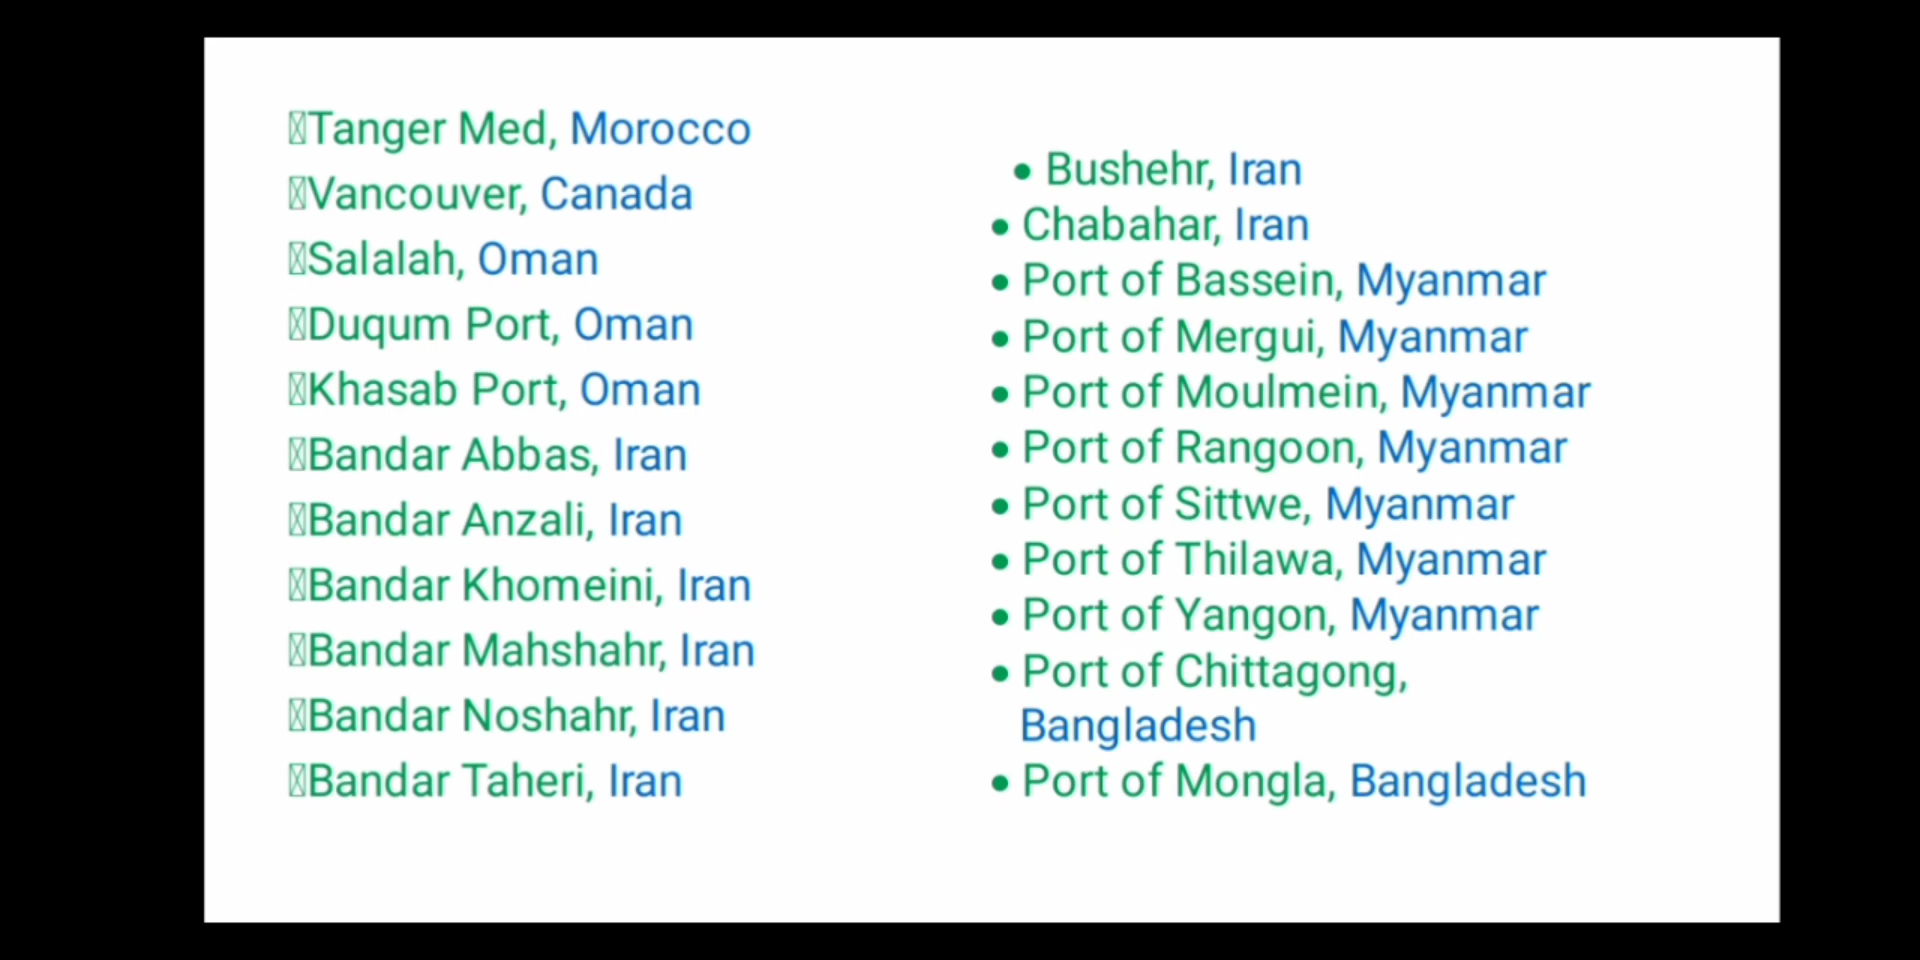 Tanger Med, Morocco
Vancouver, Canada
Salalah, Oman
Duqum Port, Oman
Khasab Port, Oman
Bandar Abbas, Iran
Bandar Anzali, Iran
Bandar Khomeini, Iran
Bandar Mahshahr, Iran
Bandar Noshahr, Iran
Bandar Taheri, Iran
• Bushehr, Iran
• Chabahar, Iran
• Port of Bassein, Myanmar
• Port of Mergui, Myanmar
• Port of Moulmein, Myanmar
• Port of Rangoon, Myanmar
• Port of Sittwe, Myanmar
• Port of Thilawa, Myanmar
• Port of Yangon, Myanmar
• Port of Chittagong,
Bangladesh
• Port of Mongla, Bangladesh